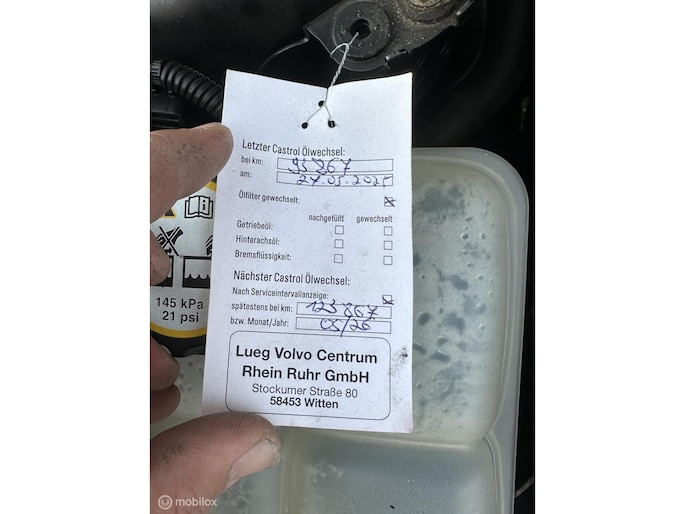 Letzter Castrol Ölwechsel:
bei km: 93867
am: 27.05.2025
Ölfilter gewechselt:
nachgefüllt gewechselt
Getriebeöl:
Hinterachsöl:
Bremsflüssigkeit:
Nächster Castrol Ölwechsel:
Nach Serviceintervallanzeige:
spätestens bei km: 123867
bzw. Monat/Jahr: 05/26
Lueg Volvo Centrum
Rhein Ruhr GmbH
Stockumer Straße 80
58453 Witten
145 kPa
21 psi
mobilox